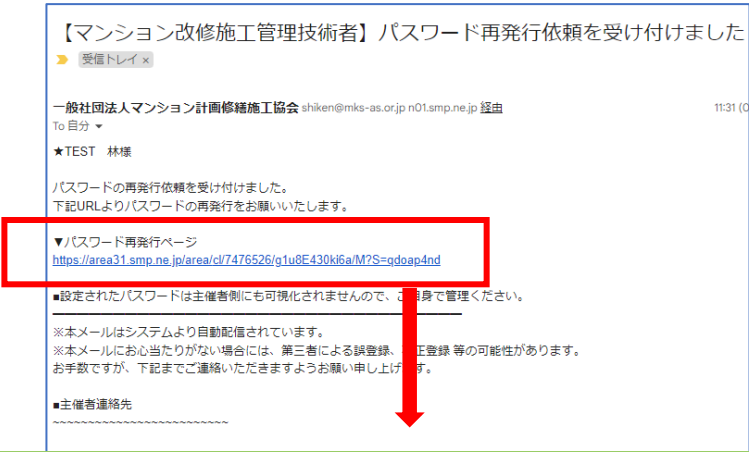 【マンション改修施工管理技術者】パスワード再発行依頼を受け付けました
受信トレイ ×
一般社団法人マンション計画修繕施工協会 shiken@mks-as.or.jp n01.smp.ne.jp 経由 11:31
To 自分
★TEST 林様
パスワードの再発行依頼を受け付けました。
下記URLよりパスワードの再発行をお願いいたします。
▼パスワード再発行ページ
https://area31.smp.ne.jp/area/cl/7476526/g1u8E430ki6a/M?S=qdoap4nd
■設定されたパスワードは主催者側にも可視化されませんので、ご自身で管理ください。
※本メールはシステムより自動配信されています。
※本メールにお心当たりがない場合には、第三者による誤登録、正登録 等の可能性があります。
お手数ですが、下記までご連絡いただきますようお願い申し上げ す。
■主催者連絡先
~~~~~~~~~~~~~~~~~~~~~~~~~